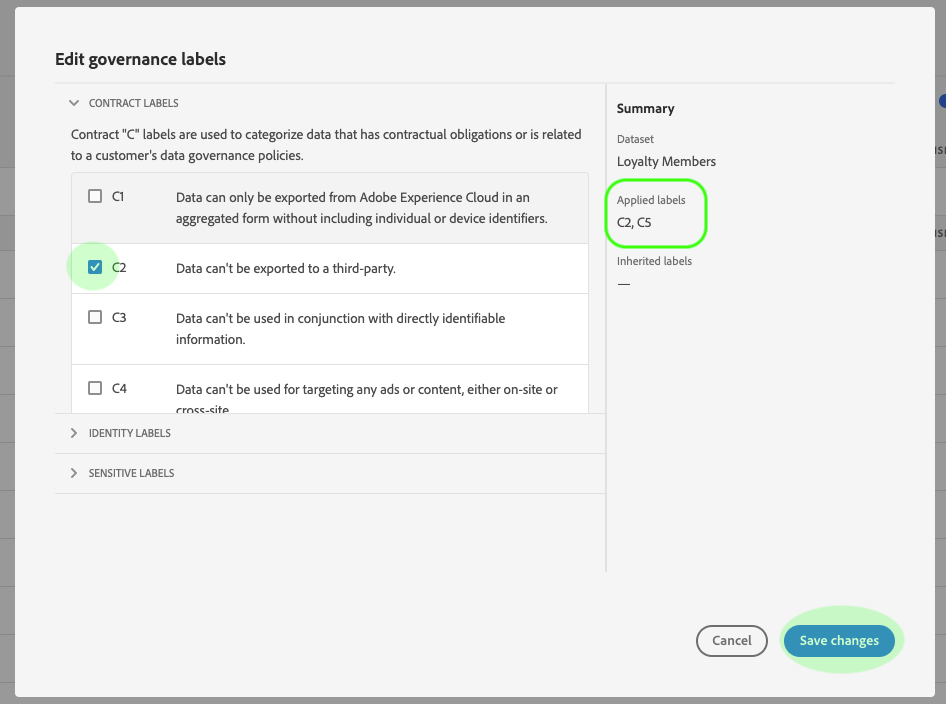 Edit governance labels
CONTRACT LABELS
Contract "C" labels are used to categorize data that has contractual obligations or is related
to a customer's data governance policies.
C1 Data can only be exported from Adobe Experience Cloud in an
aggregated form without including individual or device identifiers.
C2 Data can't be exported to a third-party.
C3 Data can't be used in conjunction with directly identifiable
information.
C4 Data can't be used for targeting any ads or content, either on-site or
cross-site
IDENTITY LABELS
SENSITIVE LABELS
Summary
Dataset
Loyalty Members
Applied labels
C2, C5
Inherited labels
—
Cancel
Save changes